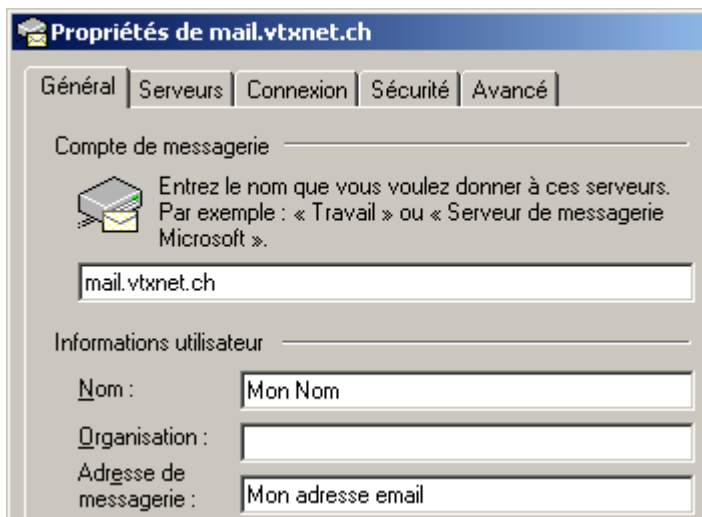 Propriétés de mail.vtxnet.ch
Général Serveurs Connexion Sécurité Avancé
Compte de messagerie
Entrez le nom que vous voulez donner à ces serveurs.
Par exemple : « Travail » ou « Serveur de messagerie
Microsoft ».
mail.vtxnet.ch
Informations utilisateur
Nom : Mon Nom
Organisation :
Adresse de
messagerie : Mon adresse email